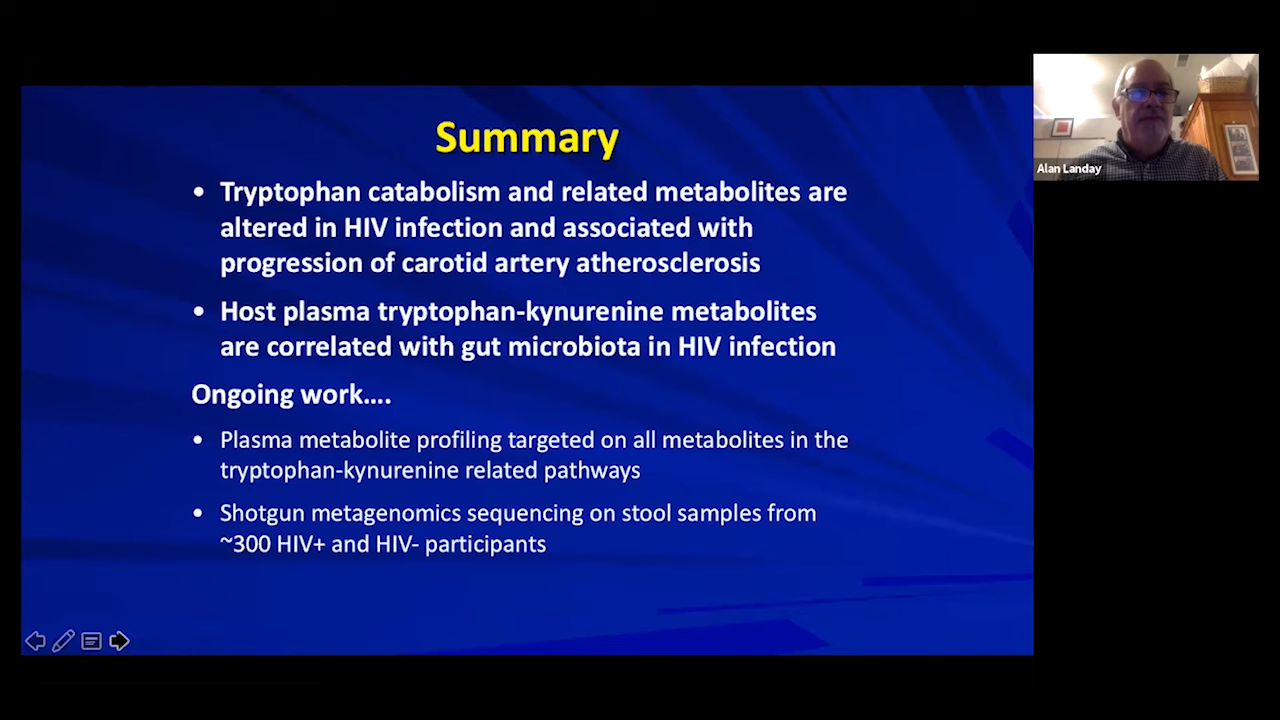 Summary
• Tryptophan catabolism and related metabolites are
altered in HIV infection and associated with
progression of carotid artery atherosclerosis
• Host plasma tryptophan-kynurenine metabolites
are correlated with gut microbiota in HIV infection
Ongoing work….
• Plasma metabolite profiling targeted on all metabolites in the
tryptophan-kynurenine related pathways
• Shotgun metagenomics sequencing on stool samples from
~300 HIV+ and HIV- participants
Alan Landay